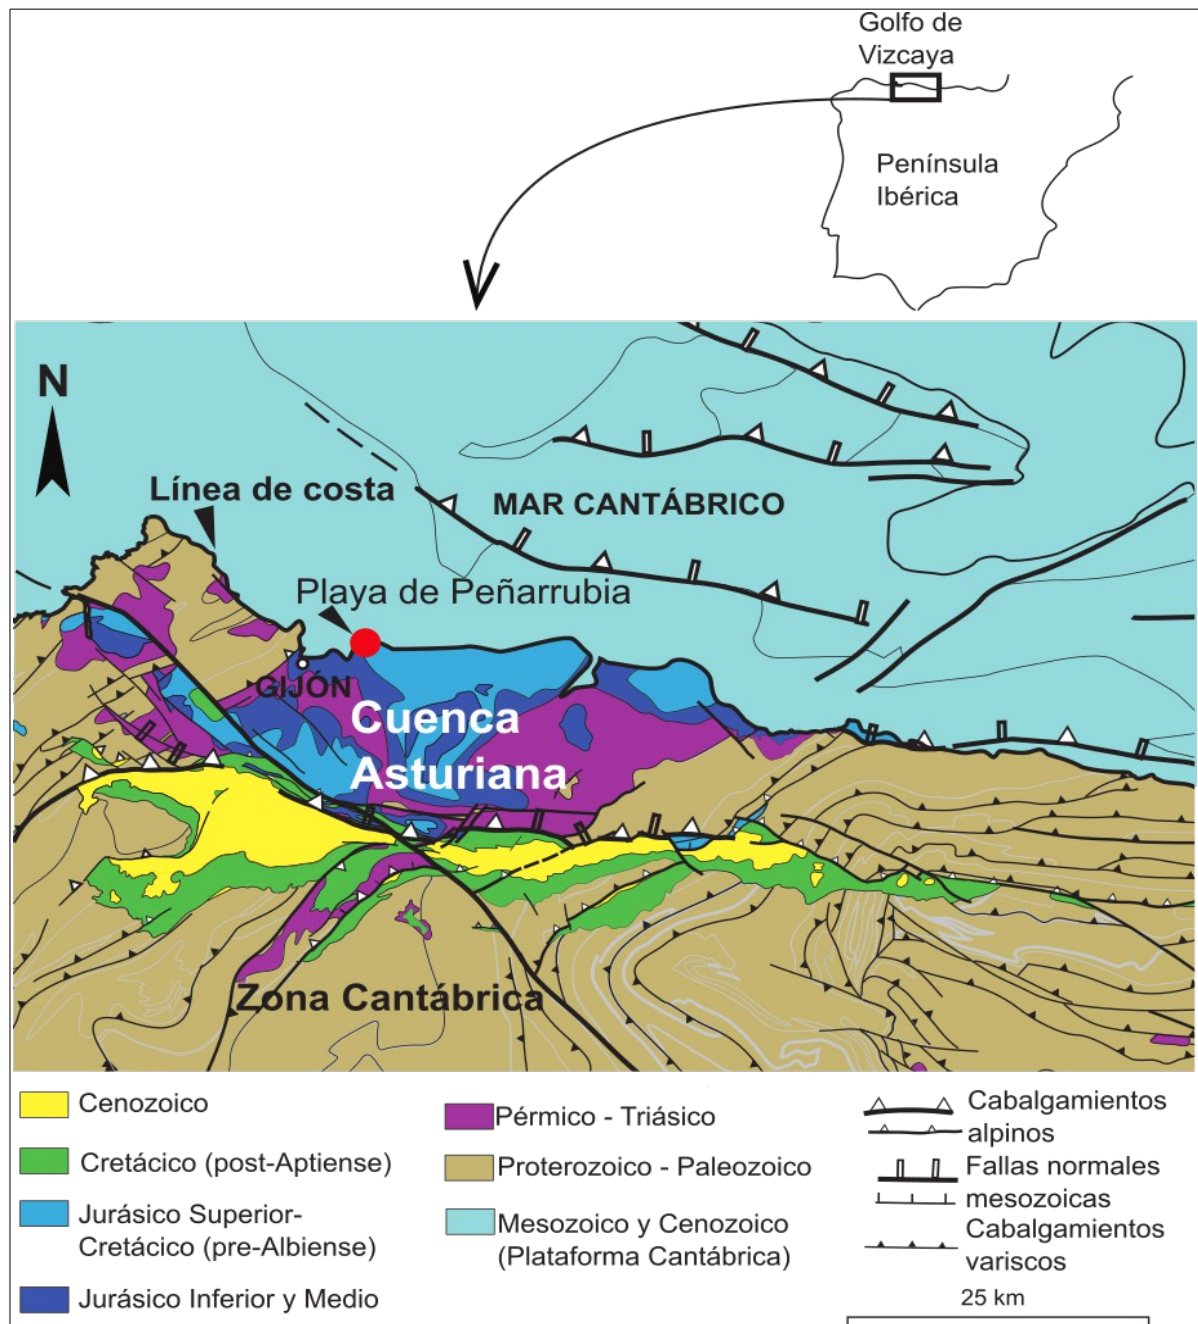 Golfo de
Vizcaya
Península
Ibérica
N
Línea de costa
MAR CANTÁBRICO
Playa de Peñarrubia
GIJÓN
Cuenca
Asturiana
Zona Cantábrica
Cenozoico
Cretácico (post-Aptiense)
Jurásico Superior-
Cretácico (pre-Albiense)
Jurásico Inferior y Medio
Pérmico - Triásico
Proterozoico - Paleozoico
Mesozoico y Cenozoico
(Plataforma Cantábrica)
Cabalgamientos
alpinos
Fallas normales
mesozoicas
Cabalgamientos
variscos
25 km